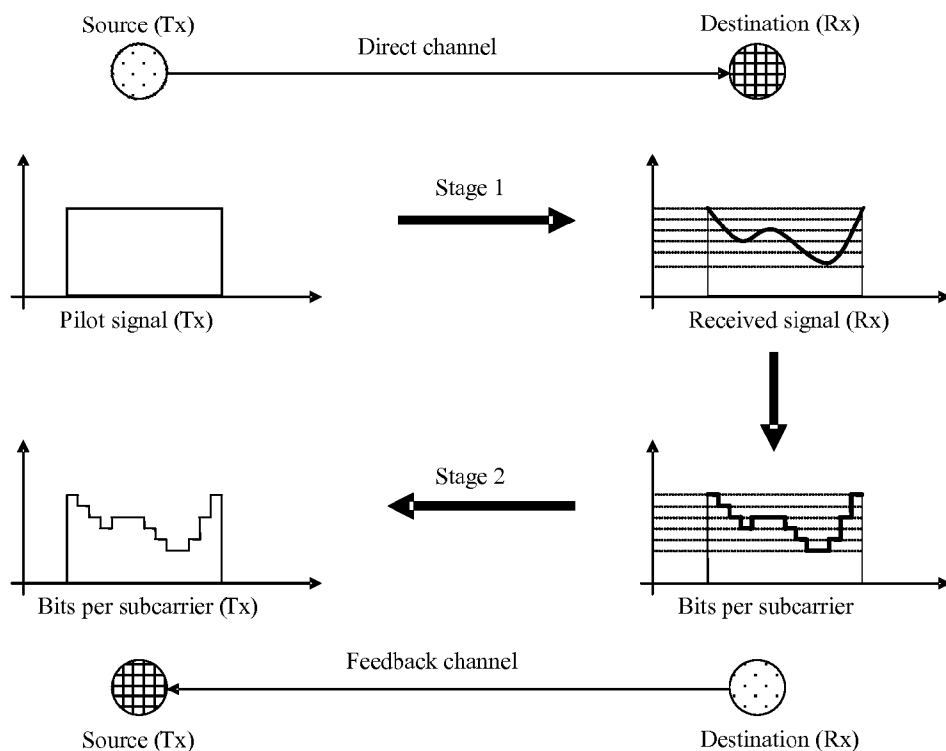 Source (Tx)
Destination (Rx)
Direct channel
Stage 1
Pilot signal (Tx)
Received signal (Rx)
Stage 2
Bits per subcarrier (Tx)
Bits per subcarrier
Feedback channel
Source (Tx)
Destination (Rx)